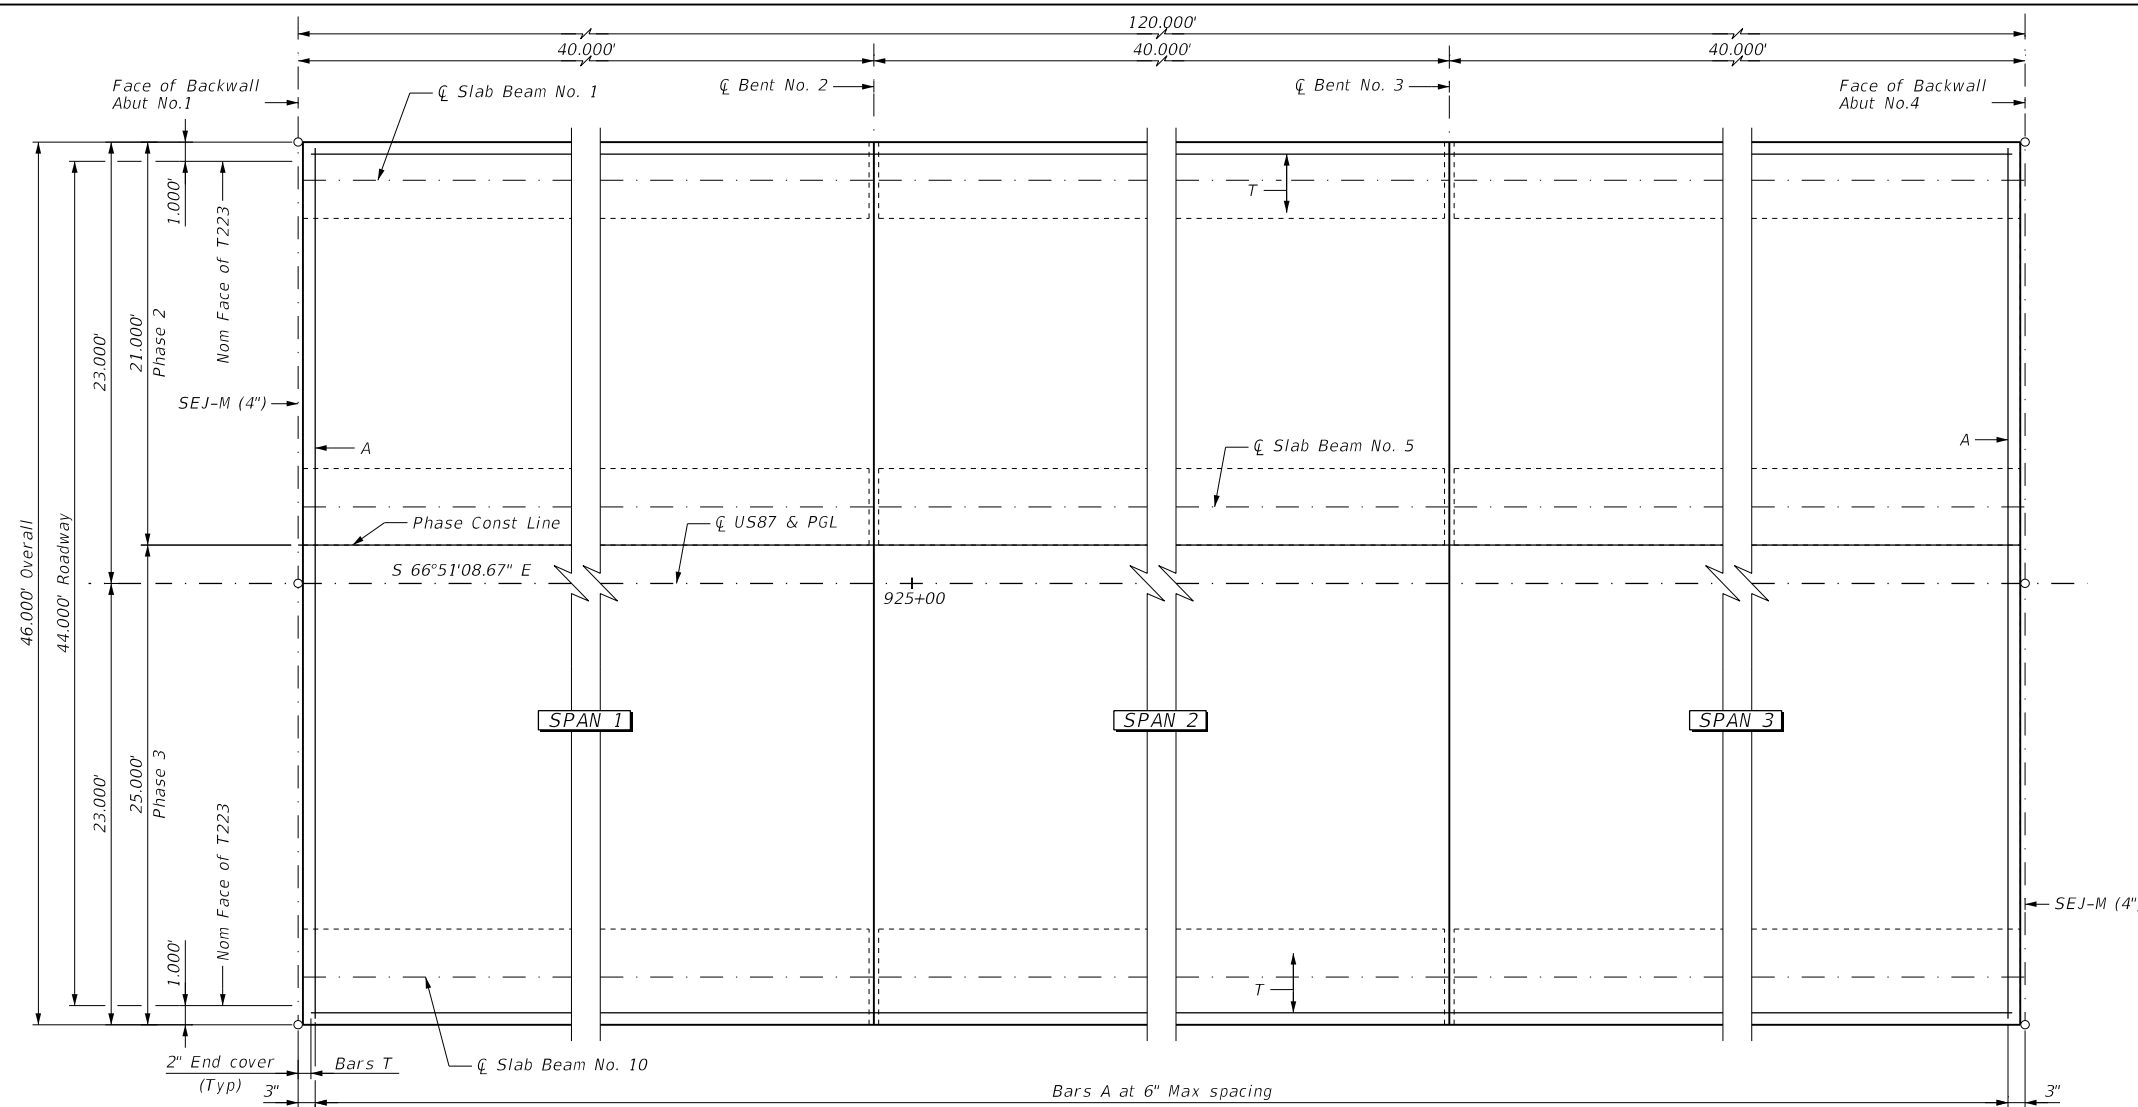 120.000'
40.000'
40.000'
40.000'
Face of Backwall
Abut No.1
℄ Slab Beam No. 1
℄ Bent No. 2
℄ Bent No. 3
Face of Backwall
Abut No.4
1.000'
Nom Face of T223
T
21.000'
Phase 2
23.000'
SEJ-M (4")
A
℄ Slab Beam No. 5
A
46.000' Overall
44.000' Roadway
Phase Const Line
℄ US87 & PGL
S 66°51'08.67" E
925+00
SPAN 1
SPAN 2
SPAN 3
23.000'
25.000'
Phase 3
Nom Face of T223
SEJ-M (4"
1.000'
T
2" End cover
(Typ)
Bars T
℄ Slab Beam No. 10
3"
Bars A at 6" Max spacing
3"